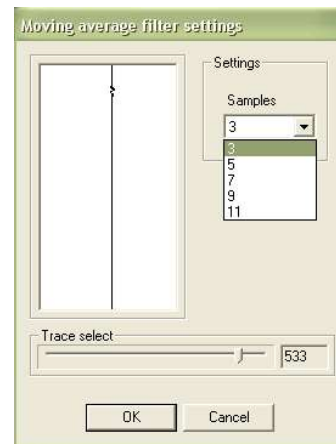 Moving average filter settings
Settings
Samples
3
3
5
7
9
11
Trace select
533
OK
Cancel